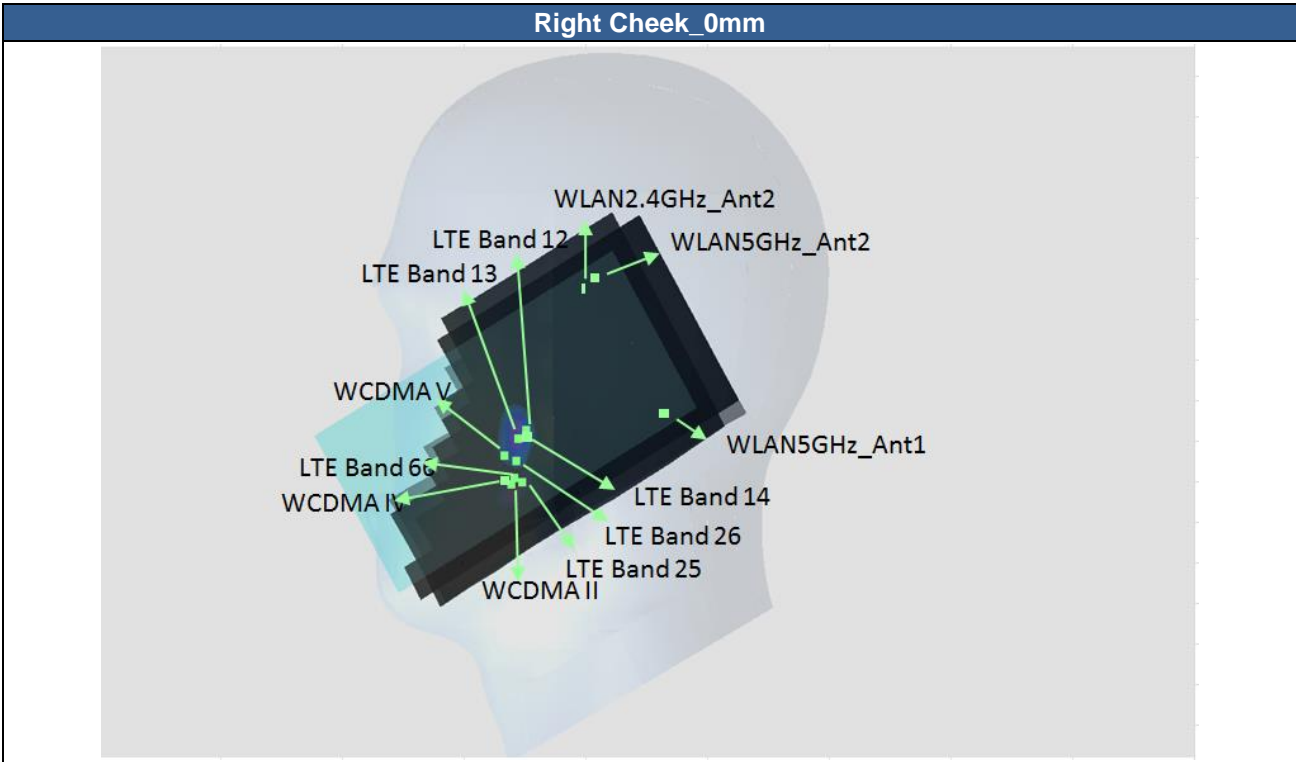 Right Cheek_0mm
WLAN2.4GHz_Ant2
LTE Band 12
WLAN5GHz_Ant2
LTE Band 13
WCDMA V
WLAN5GHz_Ant1
LTE Band 66
LTE Band 14
WCDMA IV
LTE Band 26
LTE Band 25
WCDMA II